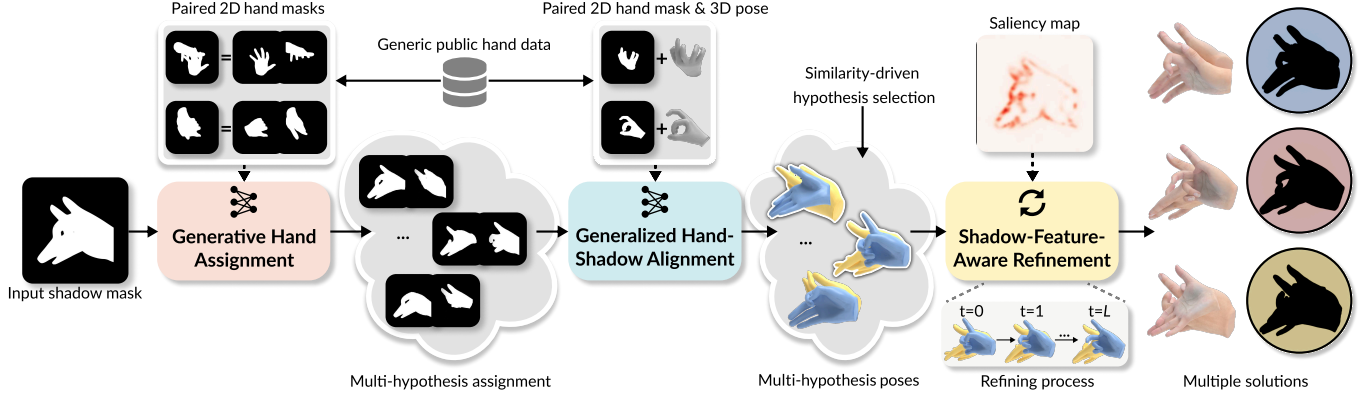 Paired 2D hand masks
Paired 2D hand mask & 3D pose
Saliency map
Generic public hand data
=
=
+
+
Similarity-driven
hypothesis selection
Generative Hand
Assignment
...
Generalized Hand-
Shadow Alignment
...
Shadow-Feature-
Aware Refinement
Input shadow mask
t=0
t=1
...
t=L
Multi-hypothesis assignment
Multi-hypothesis poses
Refining process
Multiple solutions